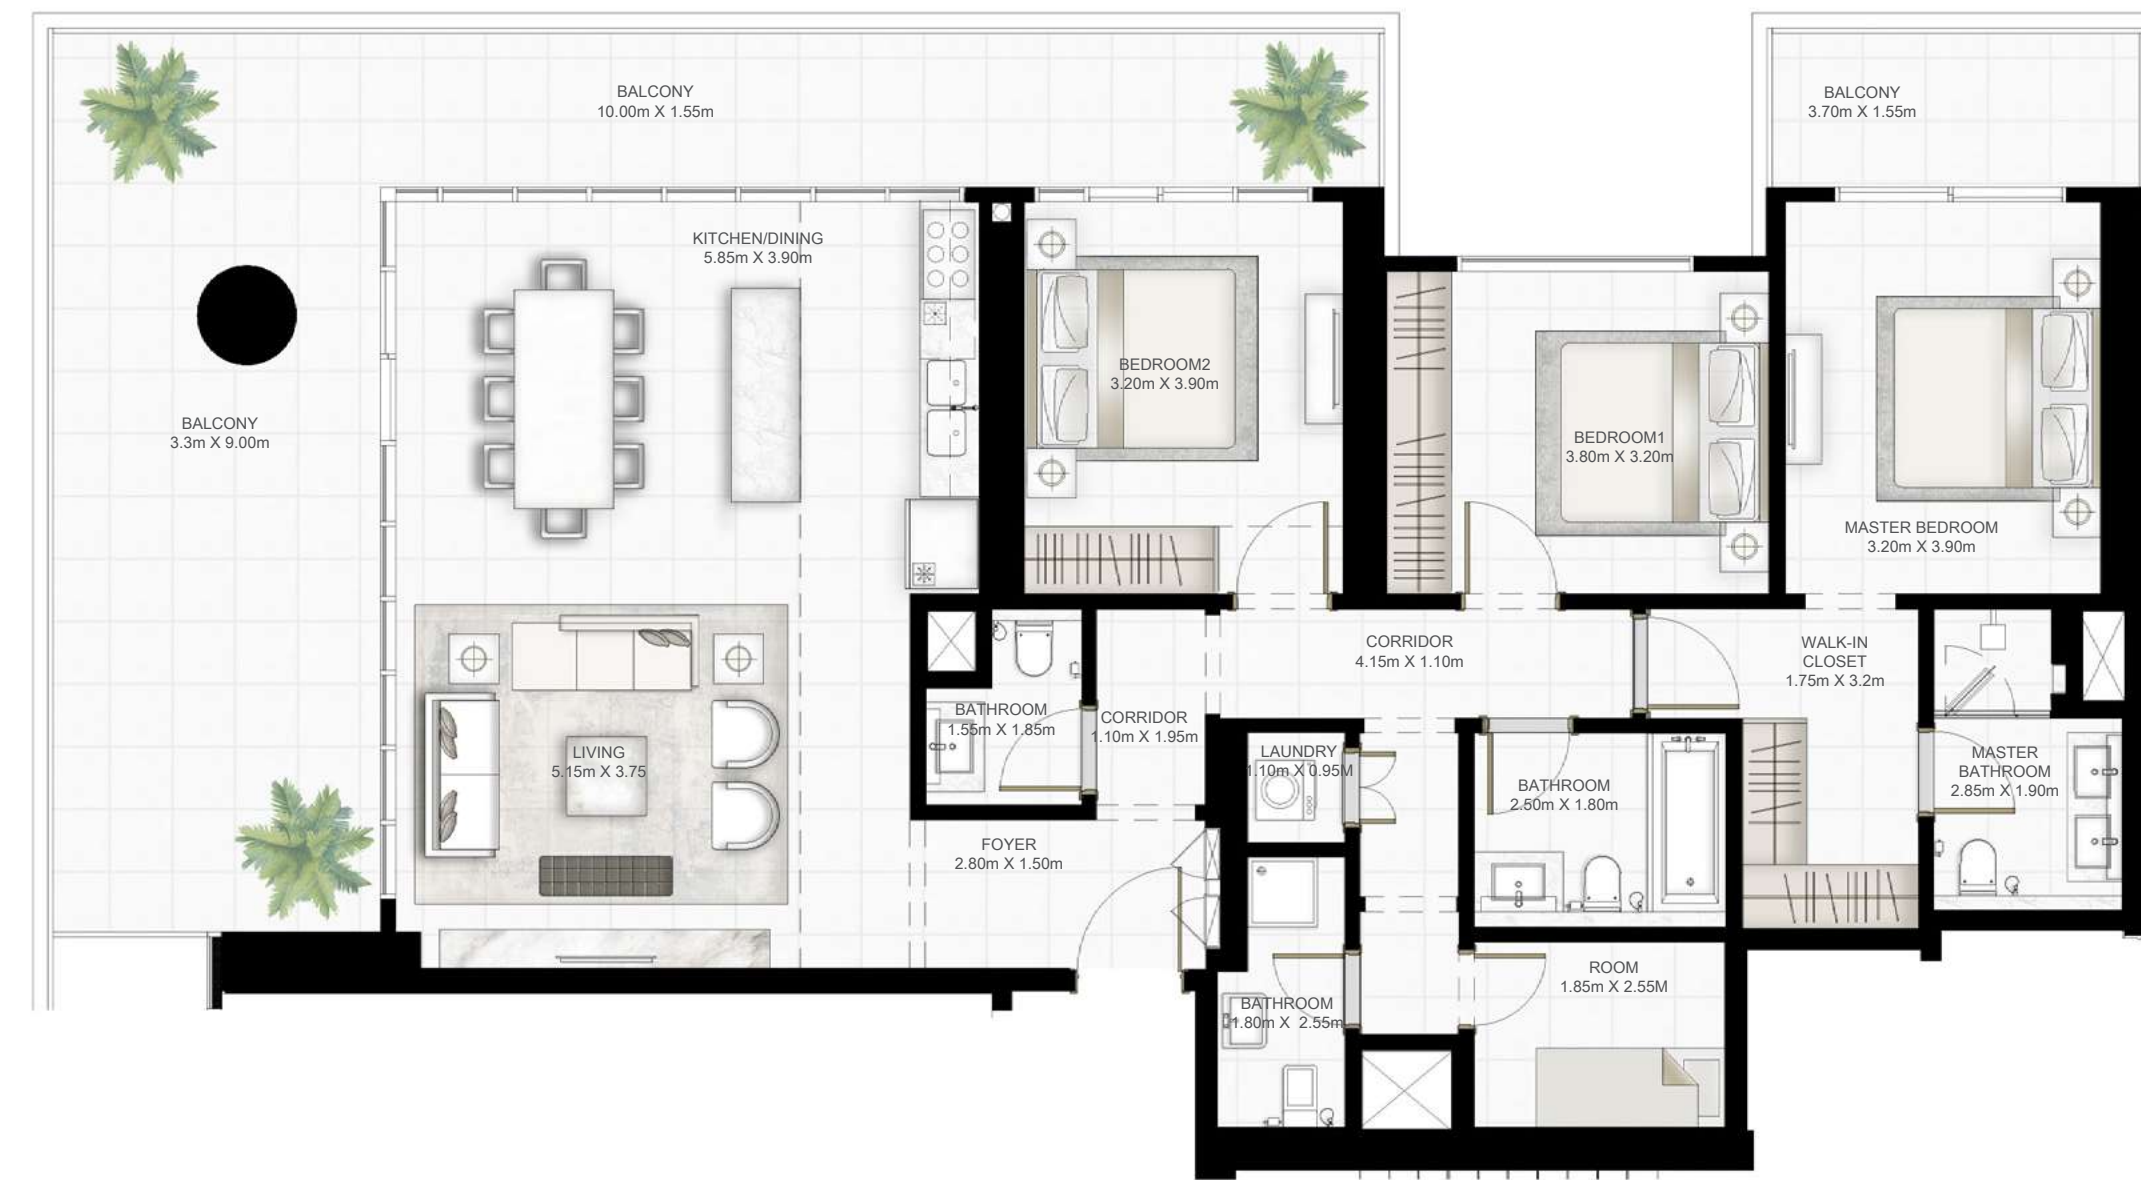 BALCONY
10.00m X 1.55m
BALCONY
3.70m X 1.55m
KITCHEN/DINING
5.85m X 3.90m
BEDROOM2
3.20m X 3.90m
BALCONY
3.3m X 9.00m
BEDROOM1
3.80m X 3.20m
MASTER BEDROOM
3.20m X 3.90m
CORRIDOR
4.15m X 1.10m
WALK-IN
CLOSET
1.75m X 3.2m
BATHROOM
1.55m X 1.85m
CORRIDOR
1.10m X 1.95m
LIVING
5.15m X 3.75
LAUNDRY
1.10m X 0.95M
BATHROOM
2.50m X 1.80m
MASTER
BATHROOM
2.85m X 1.90m
FOYER
2.80m X 1.50m
ROOM
1.85m X 2.55M
BATHROOM
1.80m X 2.55m